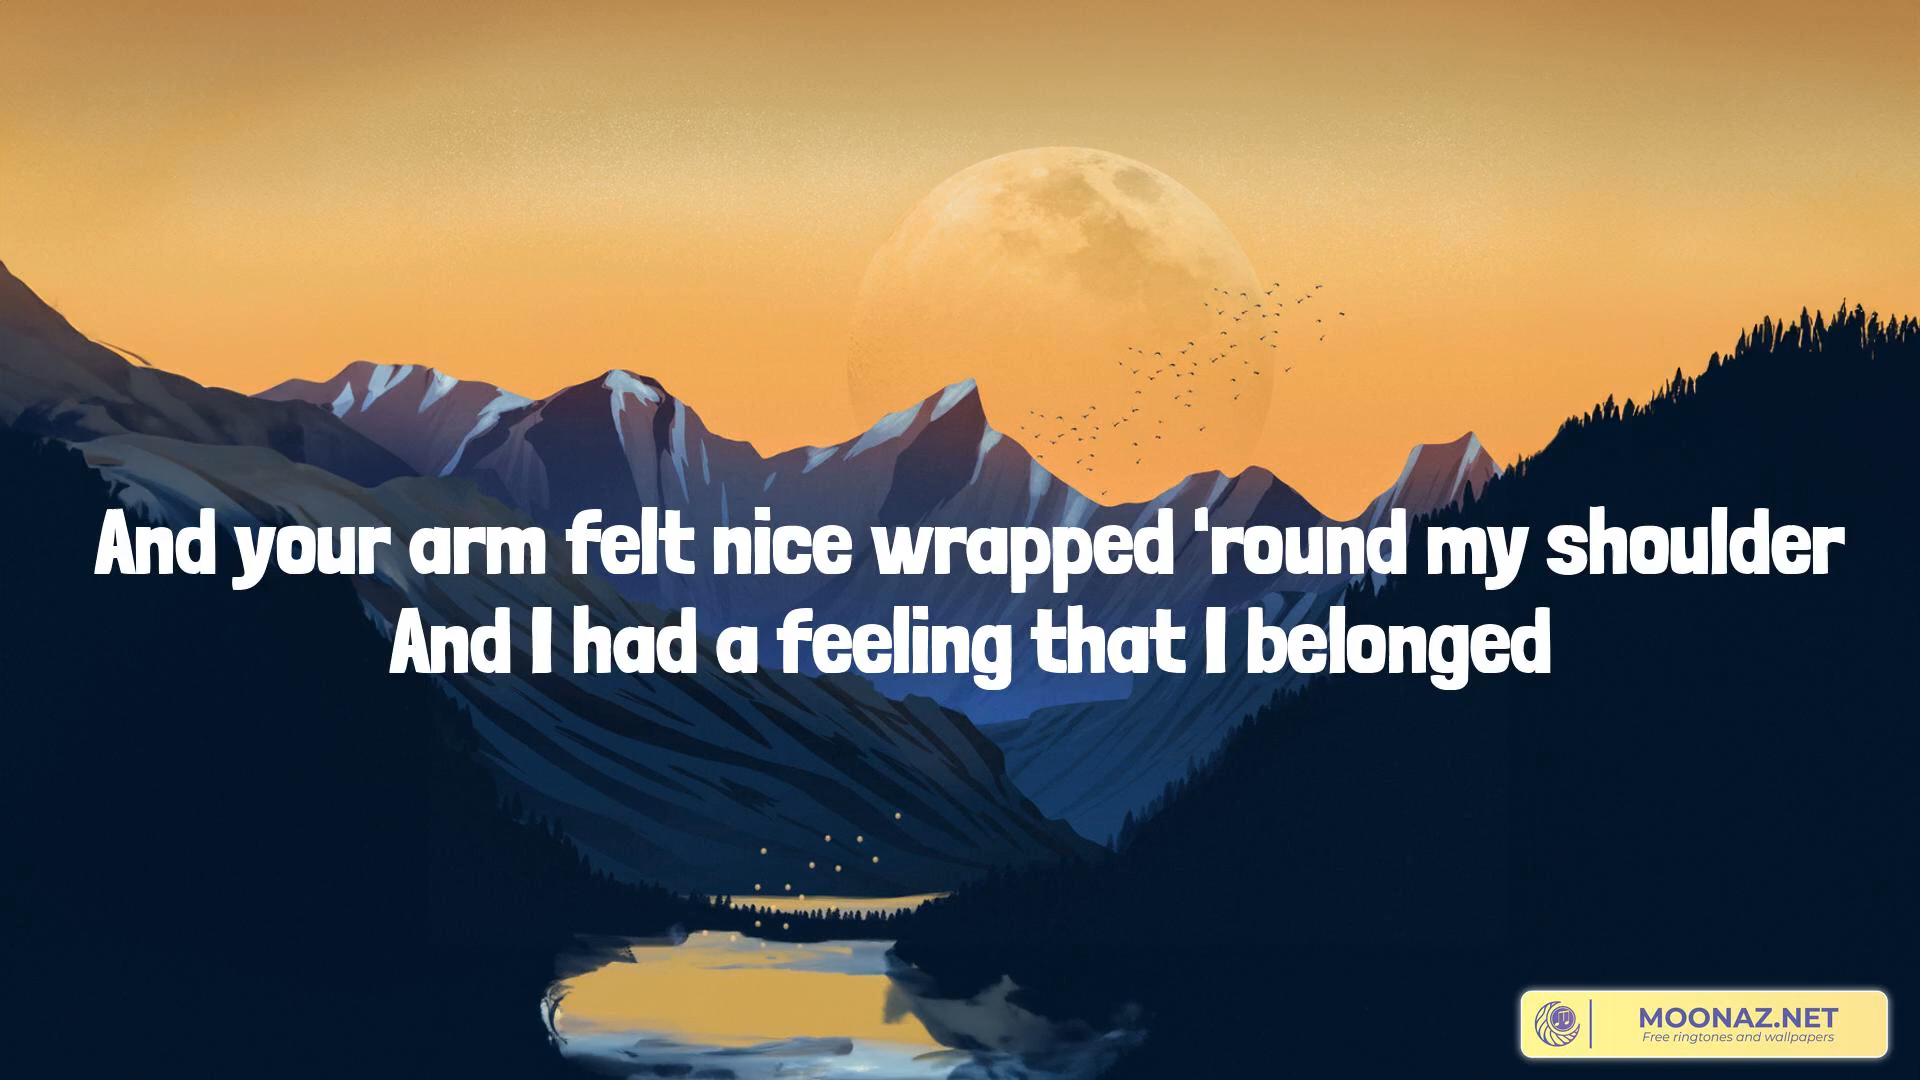 And your arm felt nice wrapped 'round my shoulder
And I had a feeling that I belonged
MOONAZ.NET
Free ringtones and wallpapers